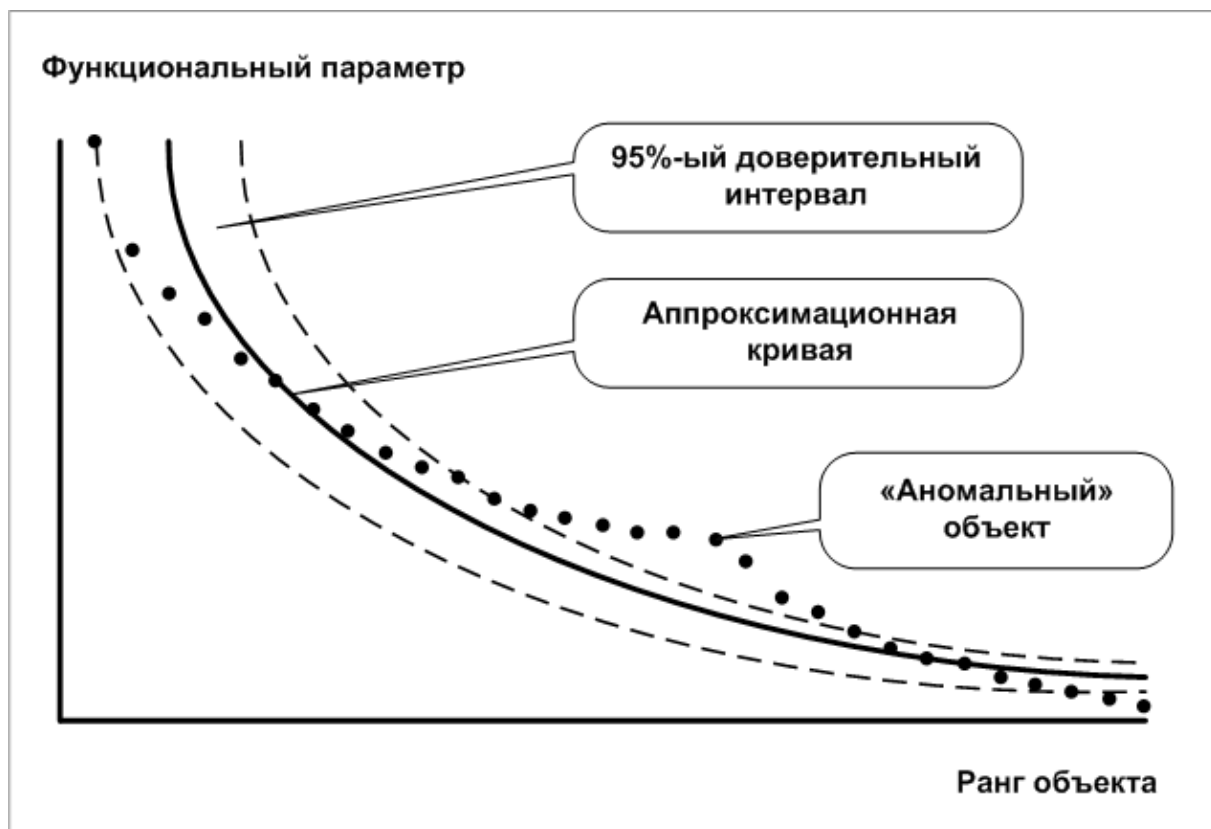 Функциональный параметр
95%-ый доверительный
интервал
Аппроксимационная
кривая
«Аномальный»
объект
Ранг объекта